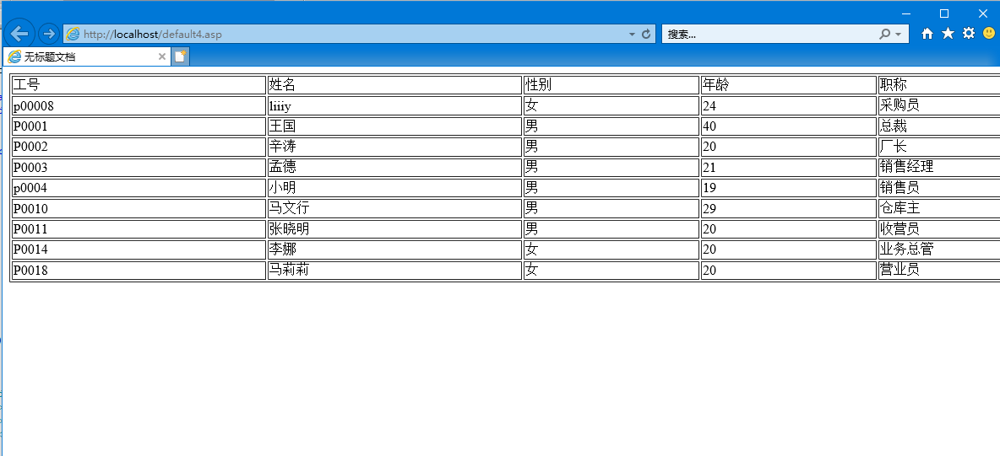 http://localhost/default4.asp 搜索...
无标题文档
工号 姓名 性别 年龄 职称
p00008 liiiy 女 24 采购员
P0001 王国 男 40 总裁
P0002 辛涛 男 20 厂长
P0003 孟德 男 21 销售经理
p0004 小明 男 19 销售员
P0010 马文行 男 29 仓库主
P0011 张晓明 男 20 收营员
P0014 李娜 女 20 业务总管
P0018 马莉莉 女 20 营业员